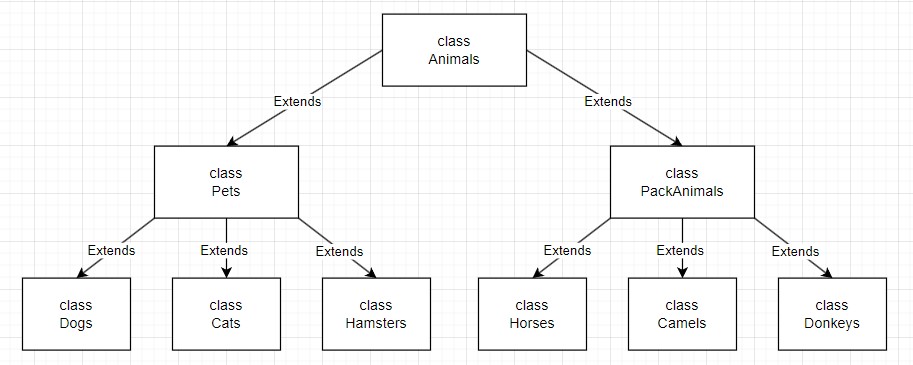 class
Animals
Extends
Extends
class
Pets
class
PackAnimals
Extends
Extends
Extends
Extends
Extends
Extends
class
Dogs
class
Cats
class
Hamsters
class
Horses
class
Camels
class
Donkeys